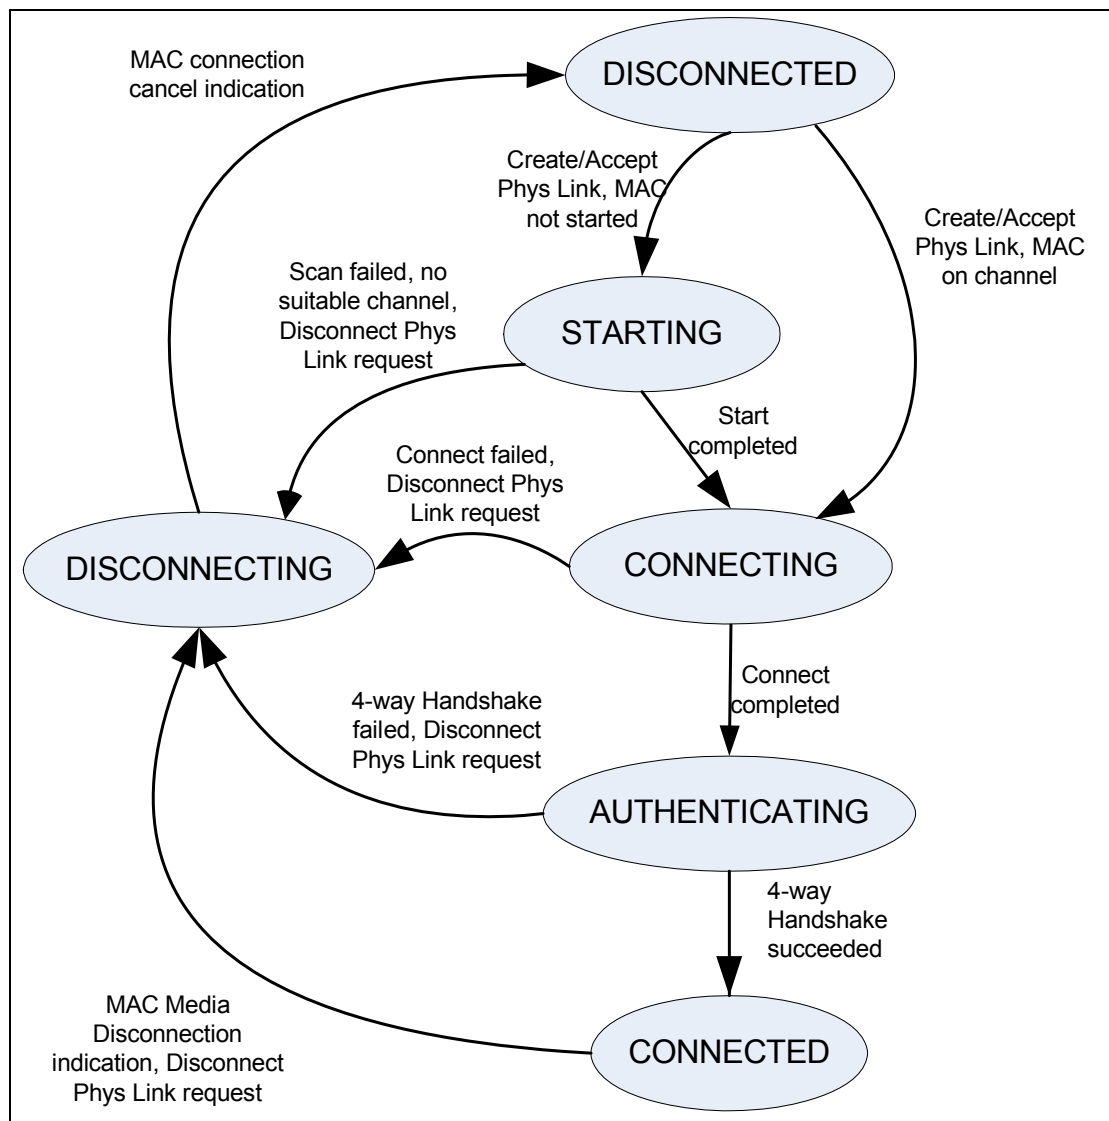 MAC connection
cancel indication
DISCONNECTED
Create/Accept
Phys Link, MAC
not started
Create/Accept
Phys Link, MAC
on channel
Scan failed, no
suitable channel,
Disconnect Phys
Link request
STARTING
Start
completed
Connect failed,
Disconnect Phys
Link request
DISCONNECTING
CONNECTING
Connect
completed
4-way Handshake
failed, Disconnect
Phys Link request
AUTHENTICATING
4-way
Handshake
succeeded
MAC Media
Disconnection
indication, Disconnect
Phys Link request
CONNECTED